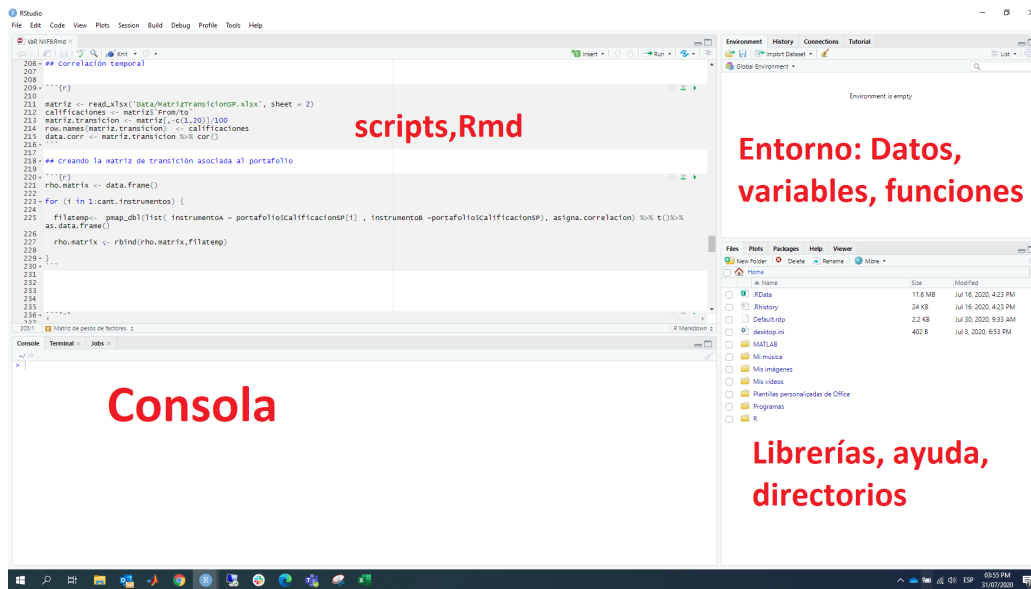 RStudio
File Edit Code View Plots Session Build Debug Profile Tools Help
VaR NIIF9.Rmd
Knit
Insert
Run
206 ## Correlación temporal
207
208
209 ```{r}
210
211 matriz <- read_xlsx('Data/MatrizTransicionSP.xlsx', sheet = 2)
212 calificaciones <- matriz$`From/to`
213 matriz.transicion <- matriz[,-c(1,20)]/100
214 row.names(matriz.transicion) <- calificaciones
215 data.corr <- matriz.transicion %>% cor()
216 ```
217
218 ## Creando la matriz de transición asociada al portafolio
219
220 ```{r}
221 rho.matrix <- data.frame()
222
223 for (i in 1:cant.instrumentos) {
224
225 filatemp<- pmap_dbl(list( instrumentoA = portafolio$CalificacionSP[i] , instrumentoB =portafolio$CalificacionSP), asigna.correlacion) %>% t()%>%
as.data.frame()
226
227 rho.matrix <- rbind(rho.matrix,filatemp)
228
229 }
230 ```
231
232
233
234
235
236
237
scripts,Rmd
200:1 Matriz de pesos de factores. R Markdown
Console Terminal Jobs
~/
>
Consola
Environment History Connections Tutorial
Import Dataset List
Global Environment
Environment is empty
Entorno: Datos,
variables, funciones
Files Plots Packages Help Viewer
New Folder Delete Rename More
Home
Name Size Modified
.RData 11.6 MB Jul 16, 2020, 4:23 PM
.Rhistory 24 KB Jul 16, 2020, 4:23 PM
Default.rdp 2.2 KB Jul 30, 2020, 9:33 AM
desktop.ini 402 B Jul 3, 2020, 6:53 PM
MATLAB
Mi música
Mis imágenes
Mis vídeos
Plantillas personalizadas de Office
Programas
R
Librerías, ayuda,
directorios
ESP
03:55 PM
31/07/2020